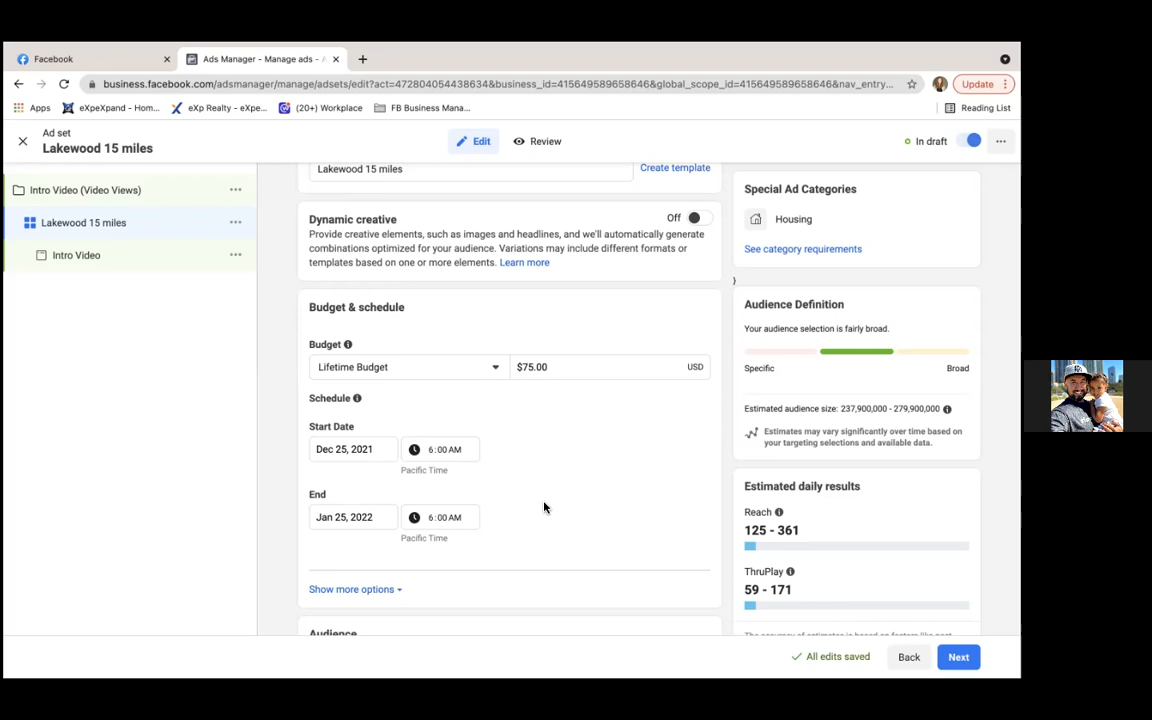 Facebook
Ads Manager - Manage ads - A
business.facebook.com/adsmanager/manage/adsets/edit?act=472804054438634&business_id=415649589658646&global_scope_id=415649589658646&nav_entry...
Update
Apps
eXpeXpand - Hom...
eXp Realty - eXpe...
(20+) Workplace
FB Business Mana...
Reading List
Ad set
Lakewood 15 miles
Edit
Review
In draft
Intro Video (Video Views)
Lakewood 15 miles
Intro Video
Lakewood 15 miles
Create template
Dynamic creative
Off
Provide creative elements, such as images and headlines, and we'll automatically generate
combinations optimized for your audience. Variations may include different formats or
templates based on one or more elements. Learn more
Budget & schedule
Budget
Lifetime Budget
$75.00
USD
Schedule
Start Date
Dec 25, 2021
6:00 AM
Pacific Time
End
Jan 25, 2022
6:00 AM
Pacific Time
Show more options
Audience
Special Ad Categories
Housing
See category requirements
}
Audience Definition
Your audience selection is fairly broad.
Specific
Broad
Estimated audience size: 237,900,000 - 279,900,000
Estimates may vary significantly over time based on
your targeting selections and available data.
Estimated daily results
Reach
125 - 361
ThruPlay
59 - 171
All edits saved
Back
Next